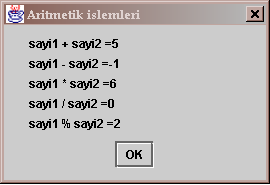 Aritmetik islemleri
sayi1 + sayi2 =5
sayi1 - sayi2 =-1
sayi1 * sayi2 =6
sayi1 / sayi2 =0
sayi1 % sayi2 =2
OK